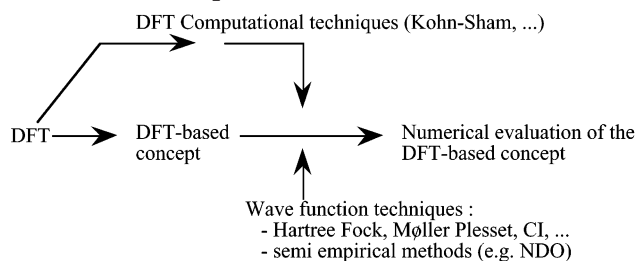 DFT Computational techniques (Kohn-Sham, ...)
DFT
DFT-based
concept
Numerical evaluation of the
DFT-based concept
Wave function techniques :
- Hartree Fock, Møller Plesset, CI, ...
- semi empirical methods (e.g. NDO)